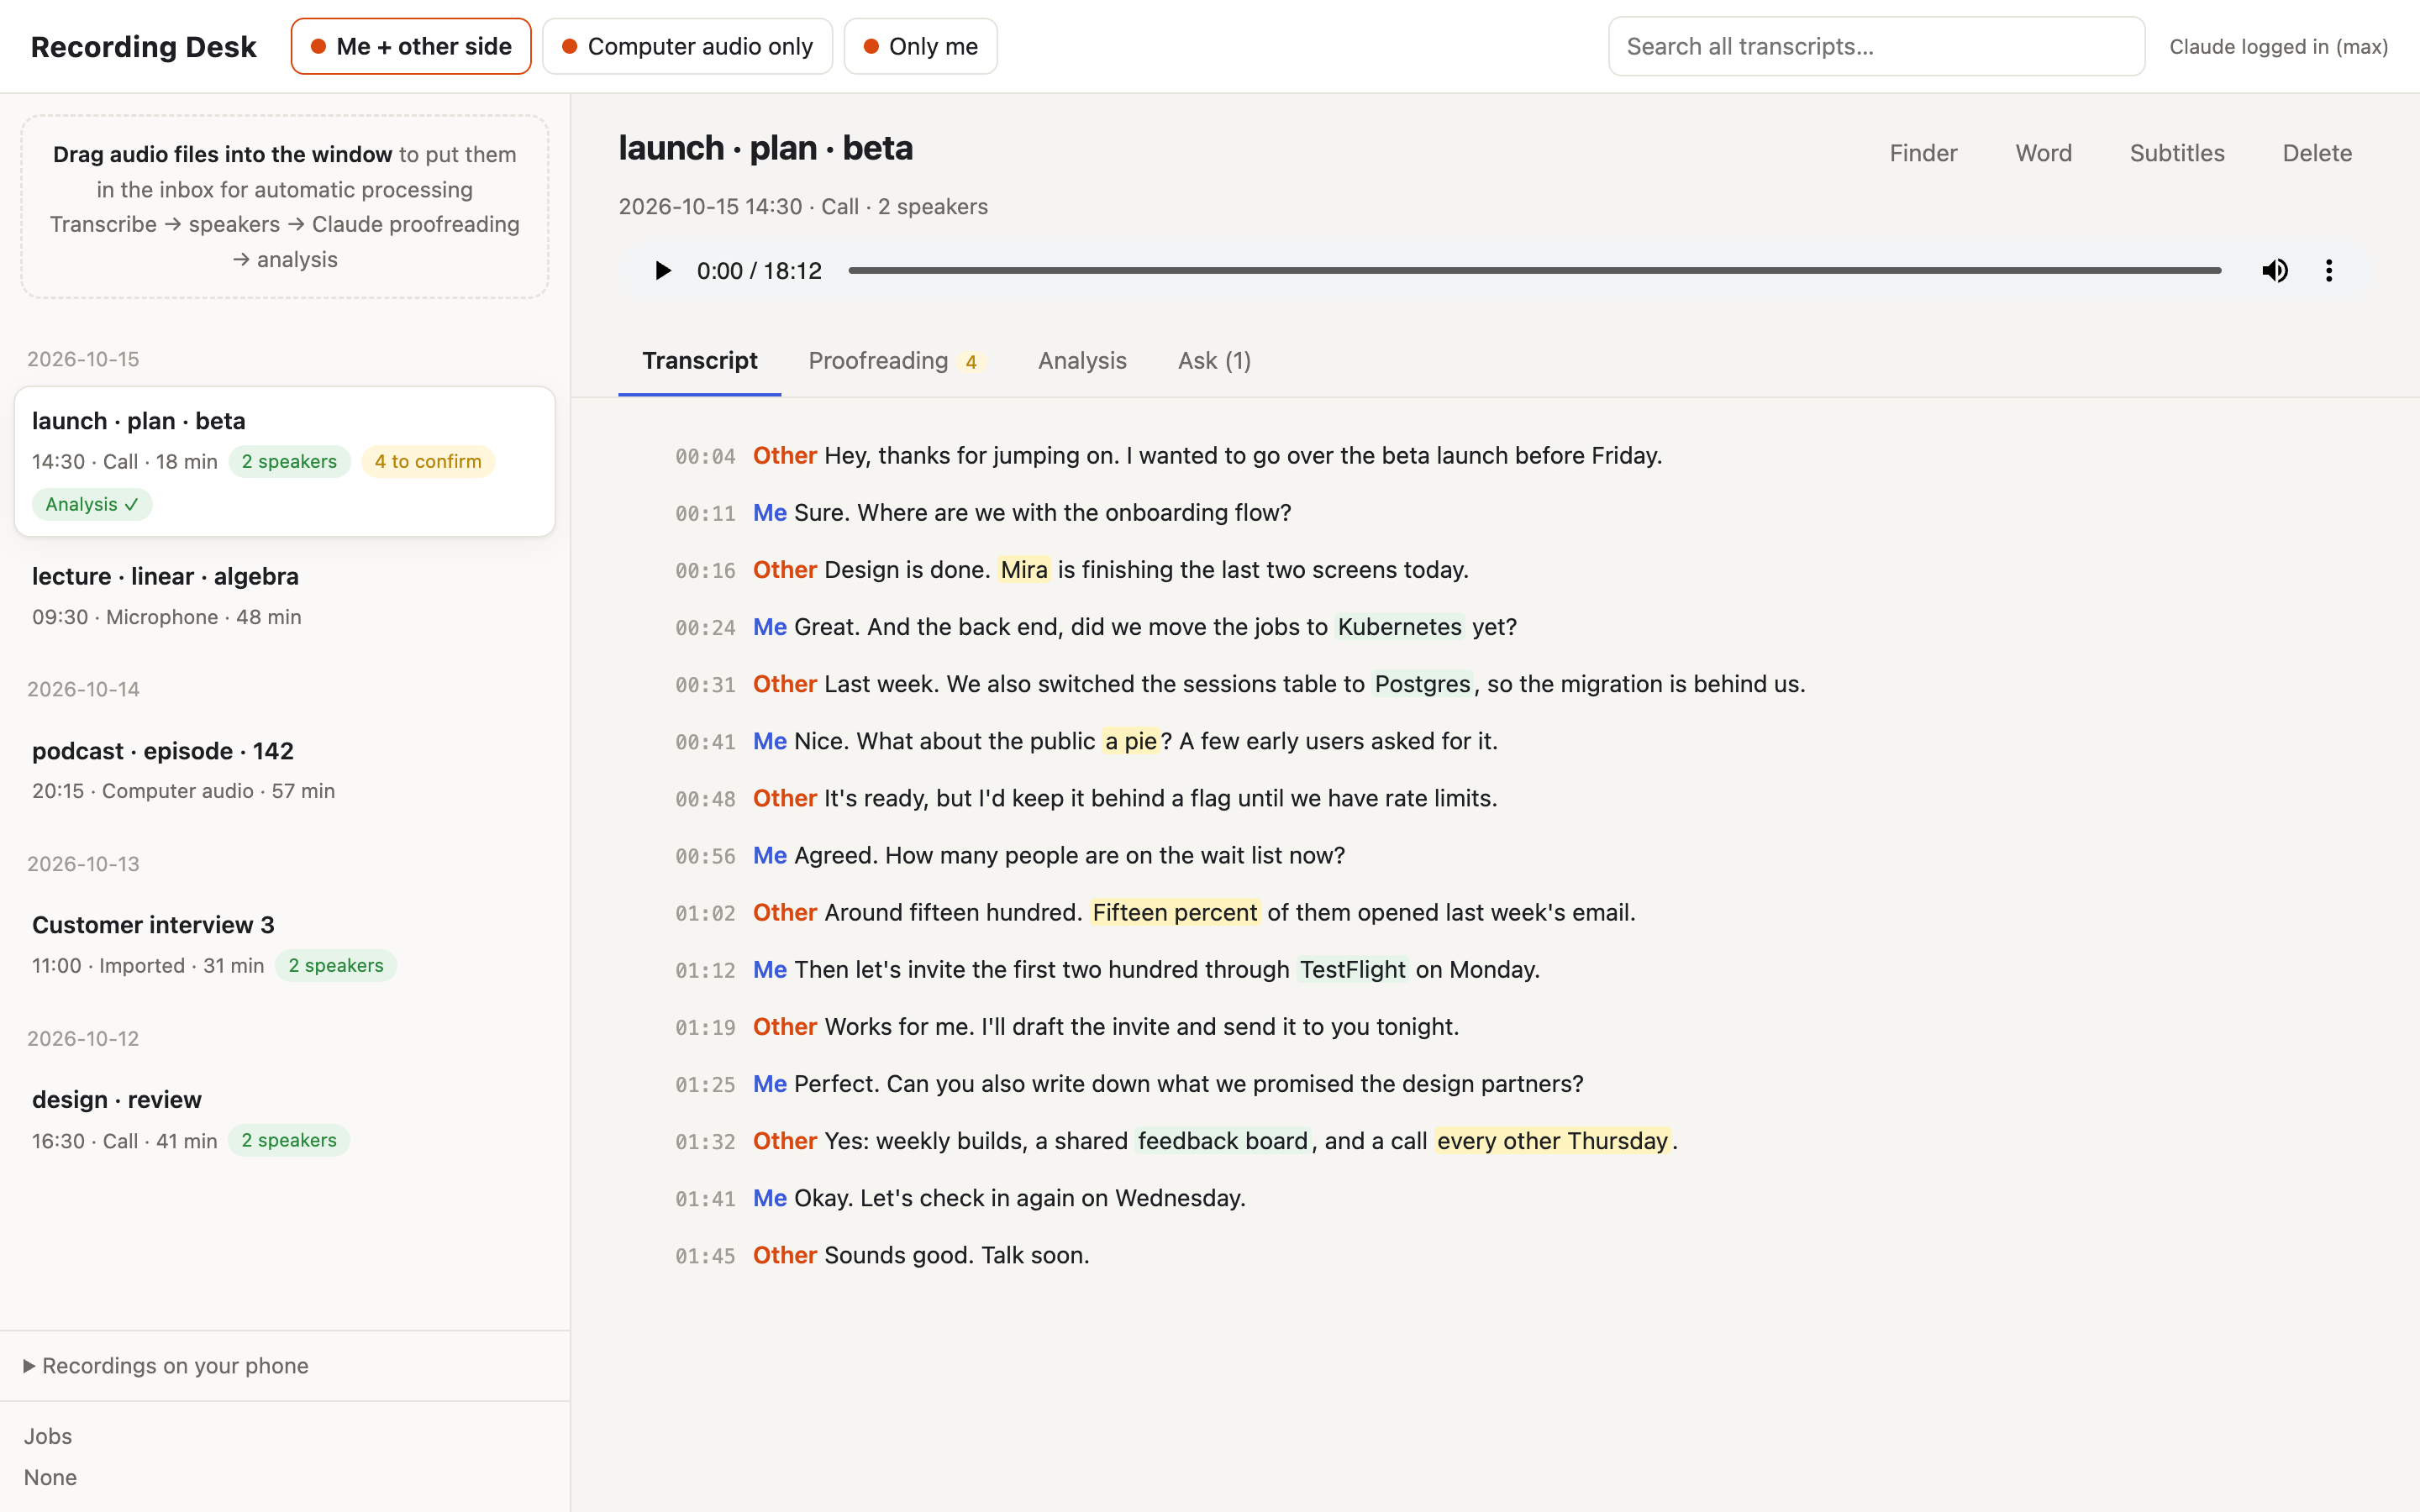 Recording Desk
Me + other side
Computer audio only
Only me
Search all transcripts...
Claude logged in (max)
Drag audio files into the window to put them
in the inbox for automatic processing
Transcribe → speakers → Claude proofreading
→ analysis
2026-10-15
launch · plan · beta
14:30 · Call · 18 min 2 speakers 4 to confirm
Analysis ✓
lecture · linear · algebra
09:30 · Microphone · 48 min
2026-10-14
podcast · episode · 142
20:15 · Computer audio · 57 min
2026-10-13
Customer interview 3
11:00 · Imported · 31 min 2 speakers
2026-10-12
design · review
16:30 · Call · 41 min 2 speakers
Recordings on your phone
Jobs
None
launch · plan · beta
Finder Word Subtitles Delete
2026-10-15 14:30 · Call · 2 speakers
0:00 / 18:12
Transcript Proofreading 4 Analysis Ask (1)
00:04 Other Hey, thanks for jumping on. I wanted to go over the beta launch before Friday.
00:11 Me Sure. Where are we with the onboarding flow?
00:16 Other Design is done. Mira is finishing the last two screens today.
00:24 Me Great. And the back end, did we move the jobs to Kubernetes yet?
00:31 Other Last week. We also switched the sessions table to Postgres, so the migration is behind us.
00:41 Me Nice. What about the public a pie? A few early users asked for it.
00:48 Other It's ready, but I'd keep it behind a flag until we have rate limits.
00:56 Me Agreed. How many people are on the wait list now?
01:02 Other Around fifteen hundred. Fifteen percent of them opened last week's email.
01:12 Me Then let's invite the first two hundred through TestFlight on Monday.
01:19 Other Works for me. I'll draft the invite and send it to you tonight.
01:25 Me Perfect. Can you also write down what we promised the design partners?
01:32 Other Yes: weekly builds, a shared feedback board, and a call every other Thursday.
01:41 Me Okay. Let's check in again on Wednesday.
01:45 Other Sounds good. Talk soon.